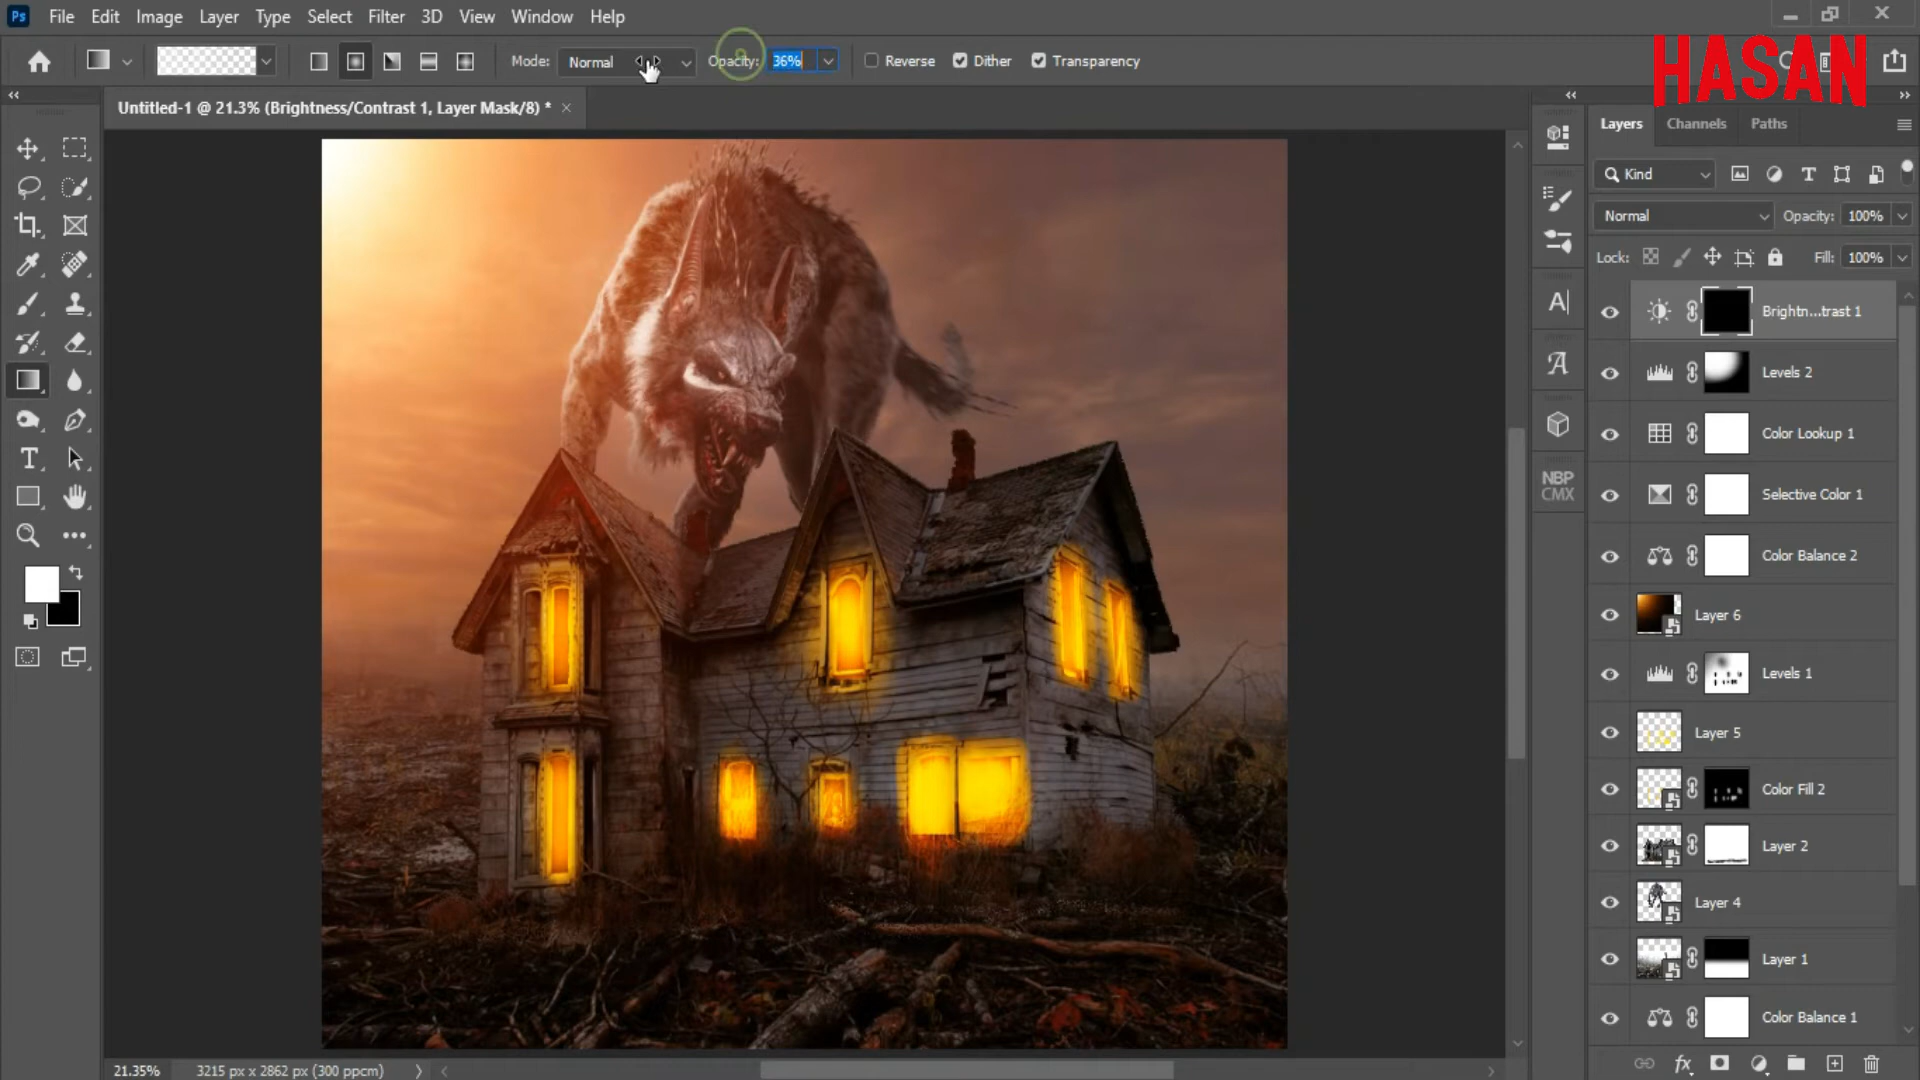 Ps File Edit Image Layer Type Select Filter 3D View Window Help
Mode: Normal Opacity: 36% Reverse Dither Transparency
HASAN
Untitled-1 @ 21.3% (Brightness/Contrast 1, Layer Mask/8) *
Layers Channels Paths
Kind
Normal Opacity: 100%
Lock: Fill: 100%
Brightn...trast 1
Levels 2
Color Lookup 1
Selective Color 1
Color Balance 2
Layer 6
Levels 1
Layer 5
Color Fill 2
Layer 2
Layer 4
Layer 1
Color Balance 1
NBP
CMX
21.35% 3215 px x 2862 px (300 ppcm)